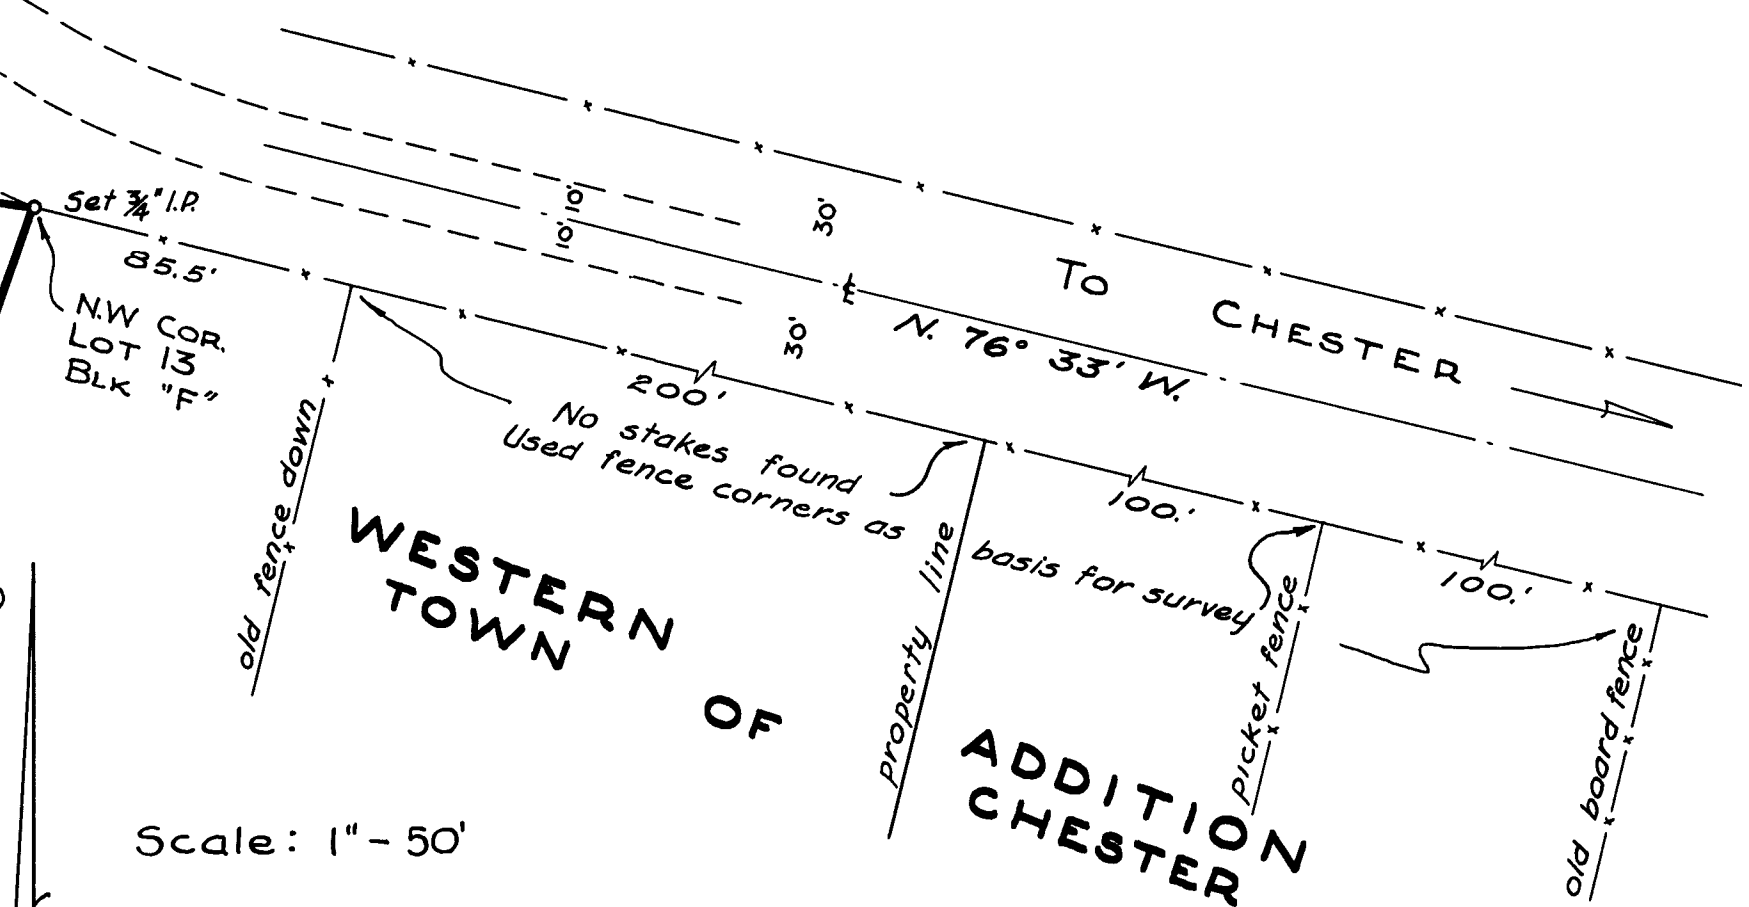 Set ¾" I.P.
85.5'
N.W COR.
LOT 13
BLK "F"
10' 10'
30'
30'
℄
TO CHESTER
N. 76° 33' W.
200'
No stakes found
Used fence corners as basis for survey
100.'
100.'
old fence down
property line
picket fence
old board fence
WESTERN ADDITION
TOWN OF CHESTER
Scale: 1" - 50'